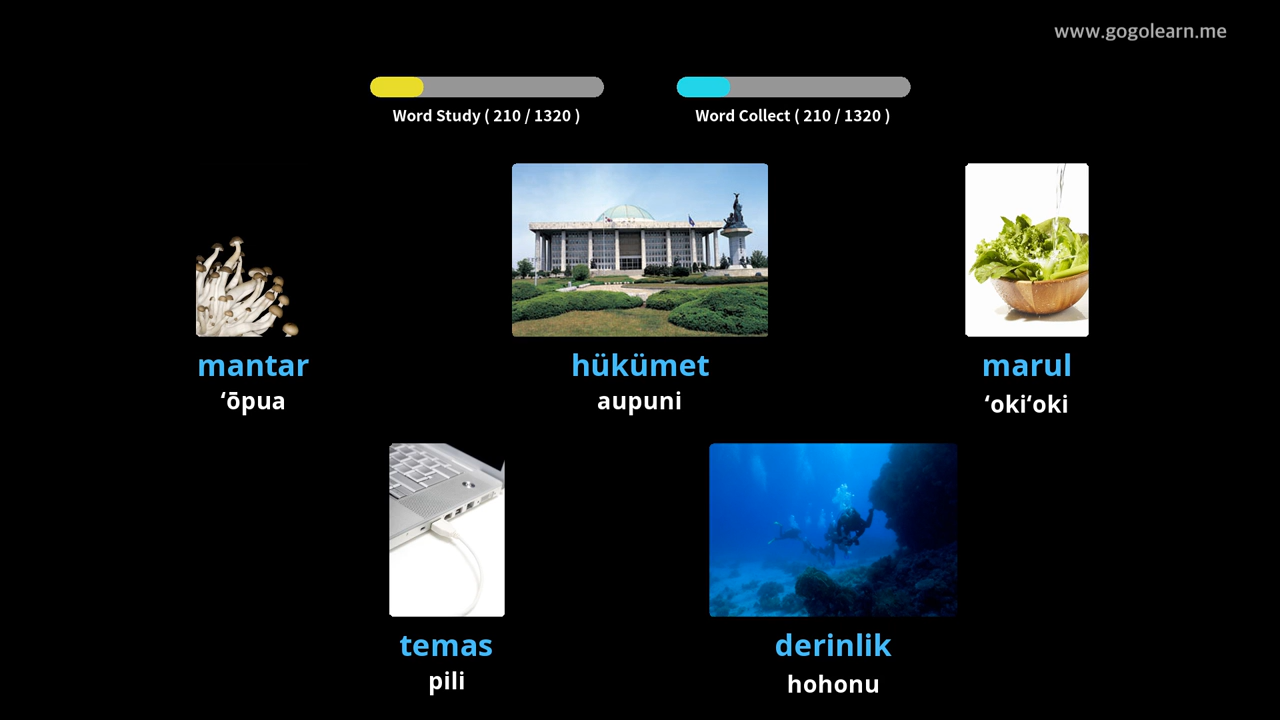 www.gogolearn.me
Word Study ( 210 / 1320 )
Word Collect ( 210 / 1320 )
mantar
ʻōpua
hükümet
aupuni
marul
ʻokiʻoki
temas
pili
derinlik
hohonu